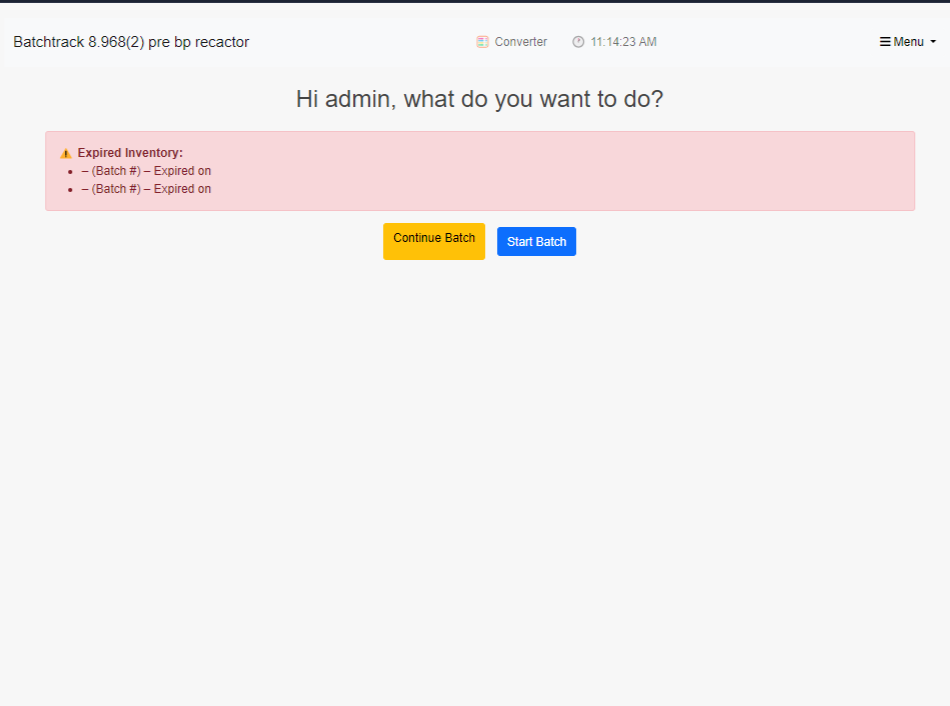 Batchtrack 8.968(2) pre bp recactor
Converter
11:14:23 AM
Menu
Hi admin, what do you want to do?
Expired Inventory:
– (Batch #) – Expired on
– (Batch #) – Expired on
Continue Batch
Start Batch